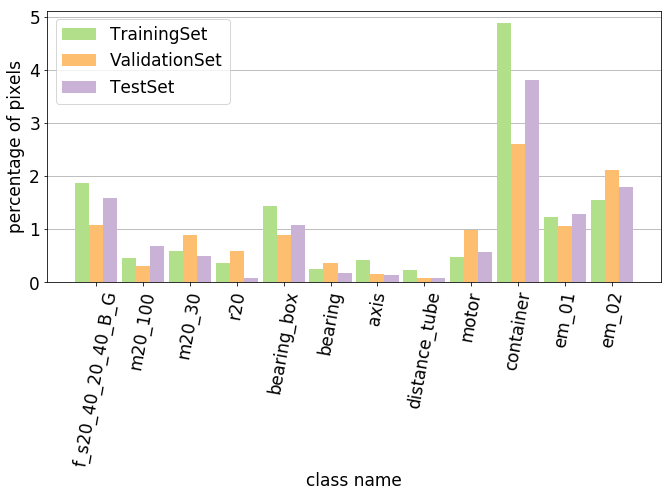 TrainingSet
ValidationSet
TestSet
percentage of pixels
5
4
3
2
1
0
f_s20_40_20_40_B_G
m20_100
m20_30
r20
bearing_box
bearing
axis
distance_tube
motor
container
em_01
em_02
class name